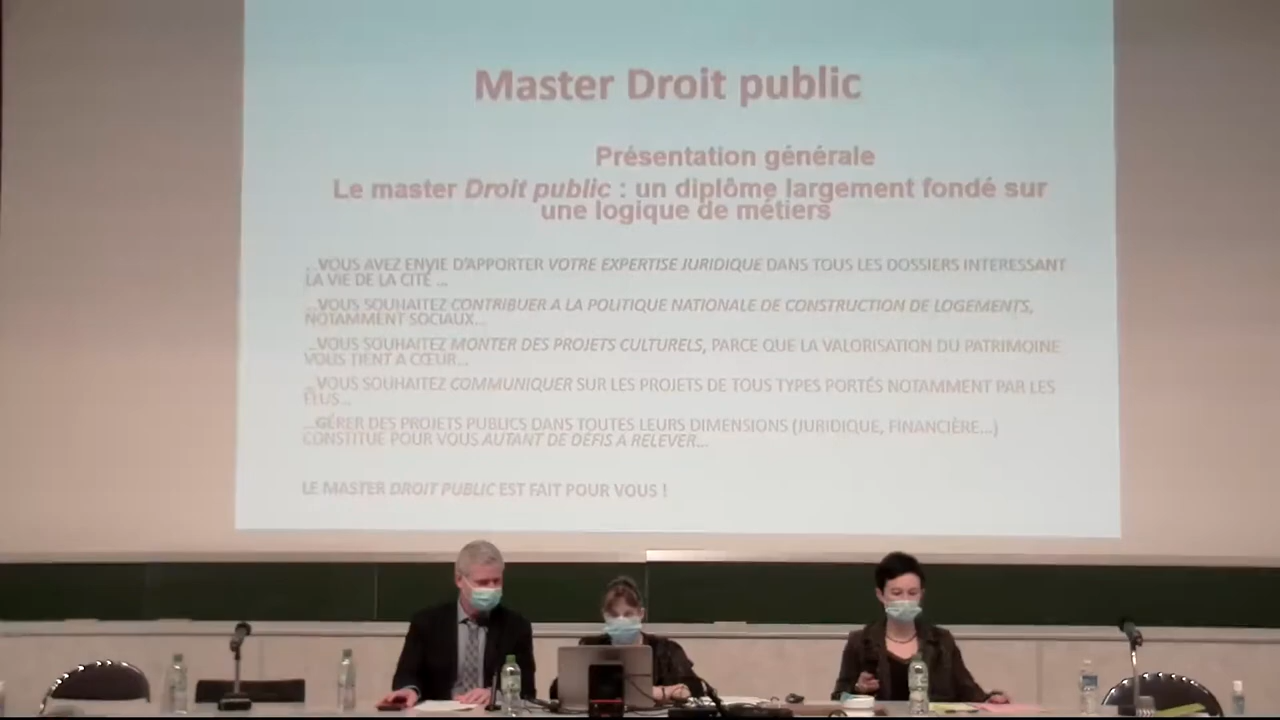 Master Droit public
Présentation générale
Le master Droit public : un diplôme largement fondé sur
une logique de métiers
...VOUS AVEZ ENVIE D'APPORTER VOTRE EXPERTISE JURIDIQUE DANS TOUS LES DOSSIERS INTERESSANT
LA VIE DE LA CITE ...
...VOUS SOUHAITEZ CONTRIBUER A LA POLITIQUE NATIONALE DE CONSTRUCTION DE LOGEMENTS,
NOTAMMENT SOCIAUX...
...VOUS SOUHAITEZ MONTER DES PROJETS CULTURELS, PARCE QUE LA VALORISATION DU PATRIMOINE
VOUS TIENT A CŒUR...
...VOUS SOUHAITEZ COMMUNIQUER SUR LES PROJETS DE TOUS TYPES PORTÉS NOTAMMENT PAR LES
ÉLUS...
...GÉRER DES PROJETS PUBLICS DANS TOUTES LEURS DIMENSIONS (JURIDIQUE, FINANCIÈRE...)
CONSTITUE POUR VOUS AUTANT DE DÉFIS A RELEVER...
LE MASTER DROIT PUBLIC EST FAIT POUR VOUS !